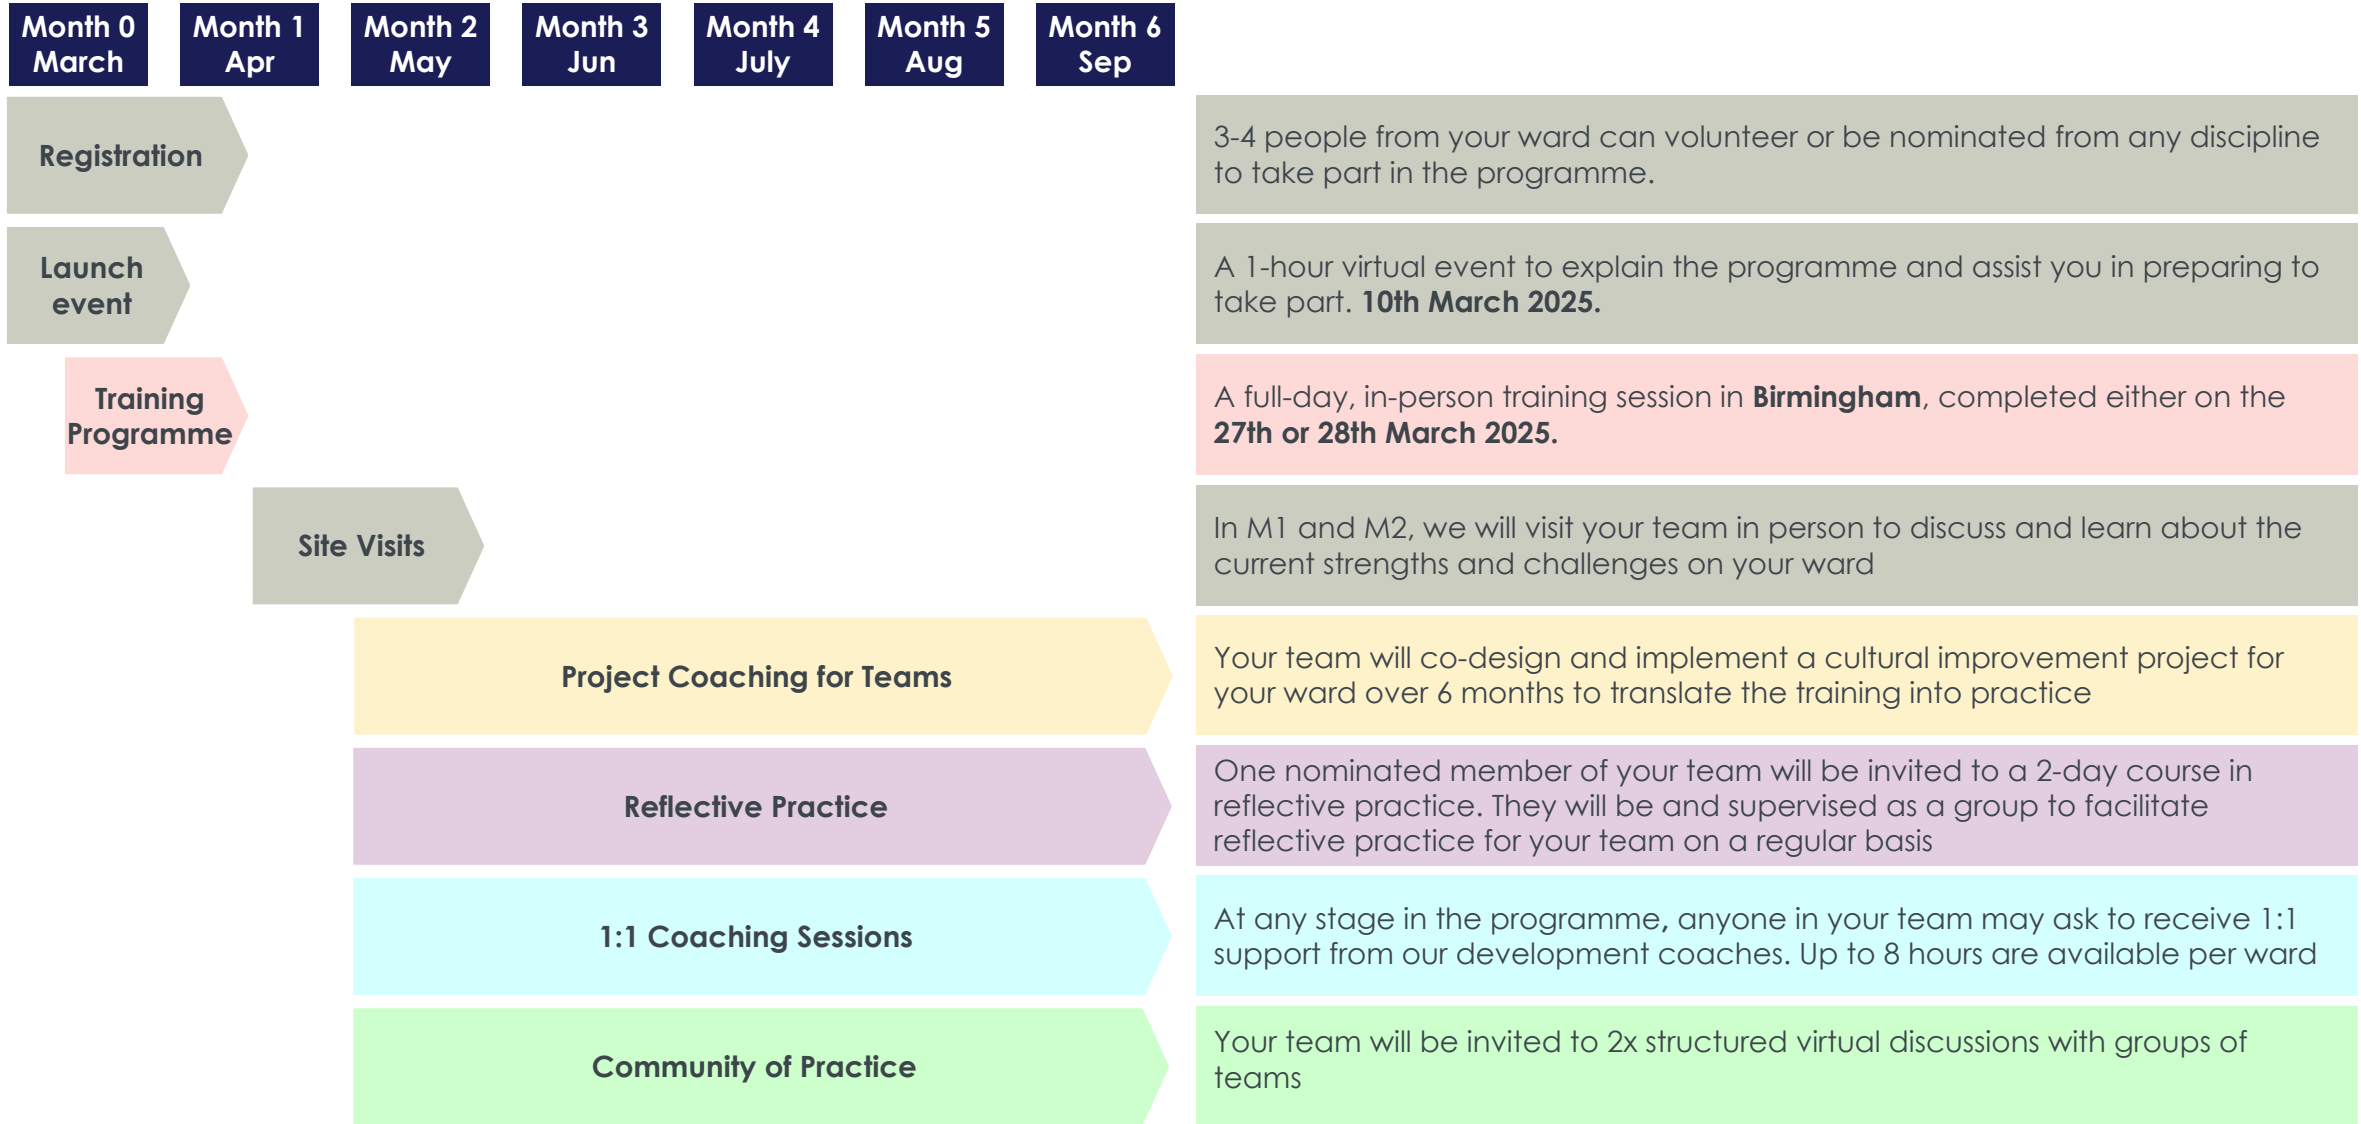 Month 0
March
Month 1
Apr
Month 2
May
Month 3
Jun
Month 4
July
Month 5
Aug
Month 6
Sep
Registration
3-4 people from your ward can volunteer or be nominated from any discipline
to take part in the programme.
Launch
event
A 1-hour virtual event to explain the programme and assist you in preparing to
take part. 10th March 2025.
Training
Programme
A full-day, in-person training session in Birmingham, completed either on the
27th or 28th March 2025.
Site Visits
In M1 and M2, we will visit your team in person to discuss and learn about the
current strengths and challenges on your ward
Project Coaching for Teams
Your team will co-design and implement a cultural improvement project for
your ward over 6 months to translate the training into practice
Reflective Practice
One nominated member of your team will be invited to a 2-day course in
reflective practice. They will be and supervised as a group to facilitate
reflective practice for your team on a regular basis
1:1 Coaching Sessions
At any stage in the programme, anyone in your team may ask to receive 1:1
support from our development coaches. Up to 8 hours are available per ward
Community of Practice
Your team will be invited to 2x structured virtual discussions with groups of
teams